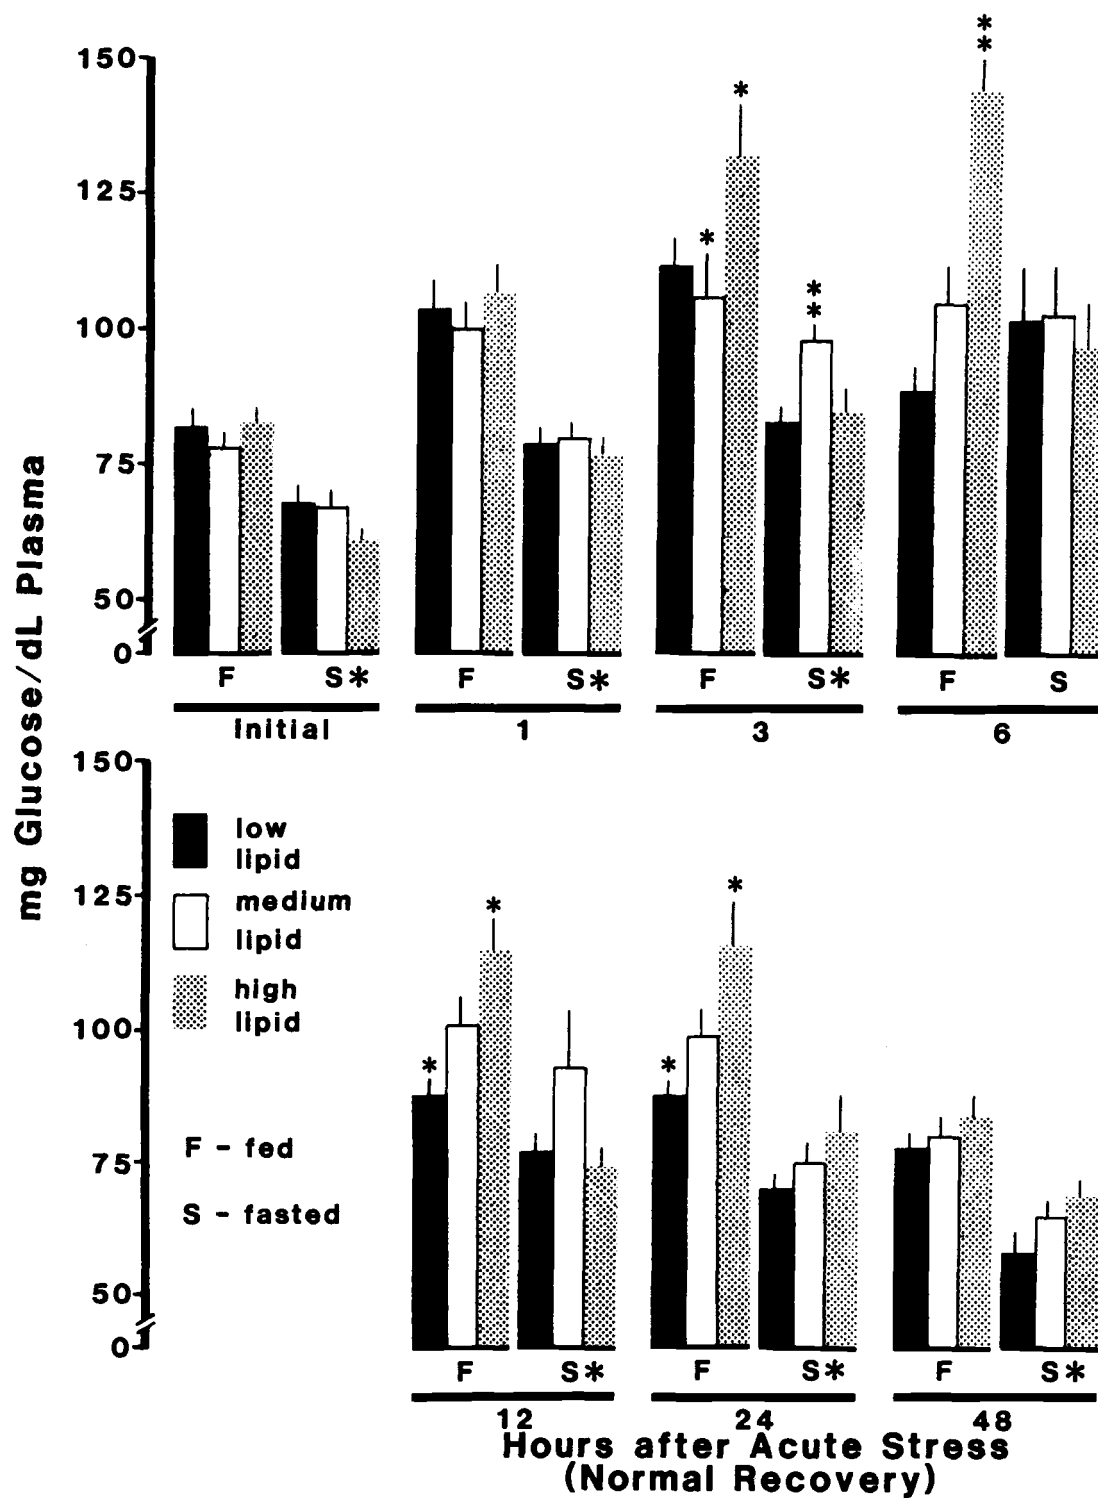 mg Glucose/dL Plasma
150
125
100
75
50
0
*
*
**
**
F
S*
F
S*
F
S*
F
S
Initial
1
3
6
150
125
100
75
50
0
low
lipid
medium
lipid
high
lipid
F - fed
S - fasted
*
*
*
*
F
S*
F
S*
F
S*
12
24
48
Hours after Acute Stress
(Normal Recovery)